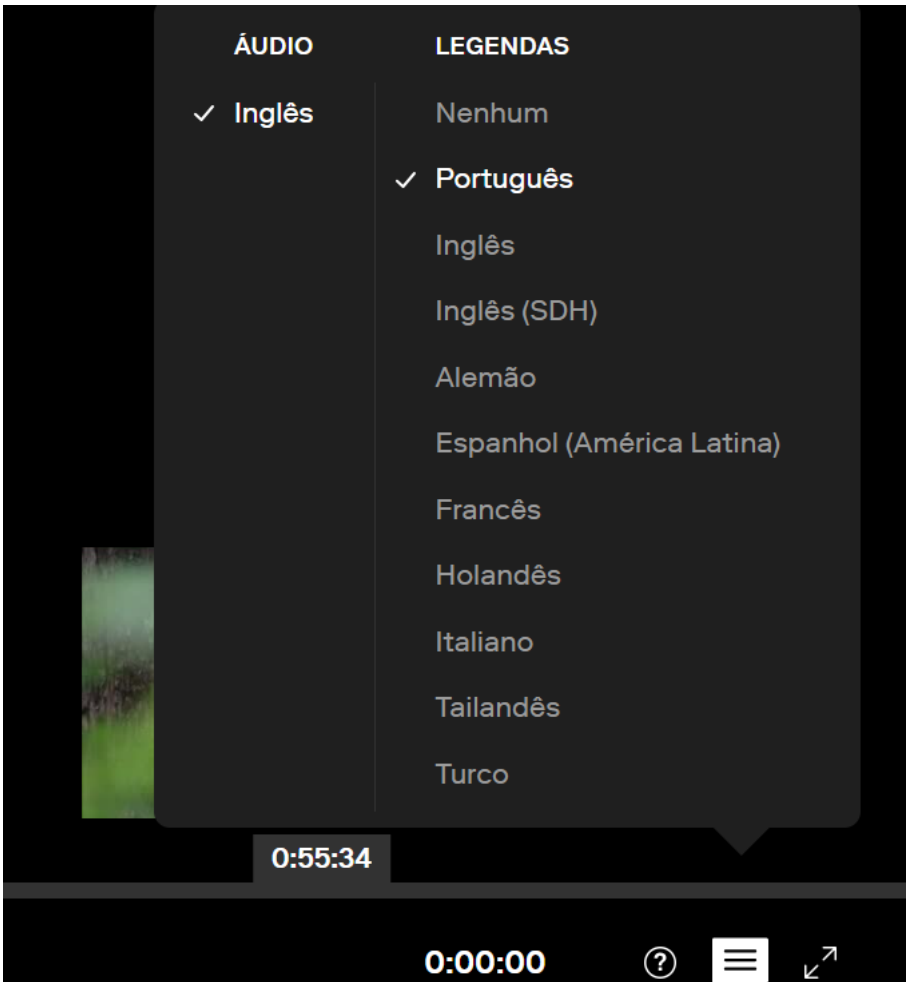 ÁUDIO
Inglês
LEGENDAS
Nenhum
Português
Inglês
Inglês (SDH)
Alemão
Espanhol (América Latina)
Francês
Holandês
Italiano
Tailandês
Turco
0:55:34
0:00:00
?